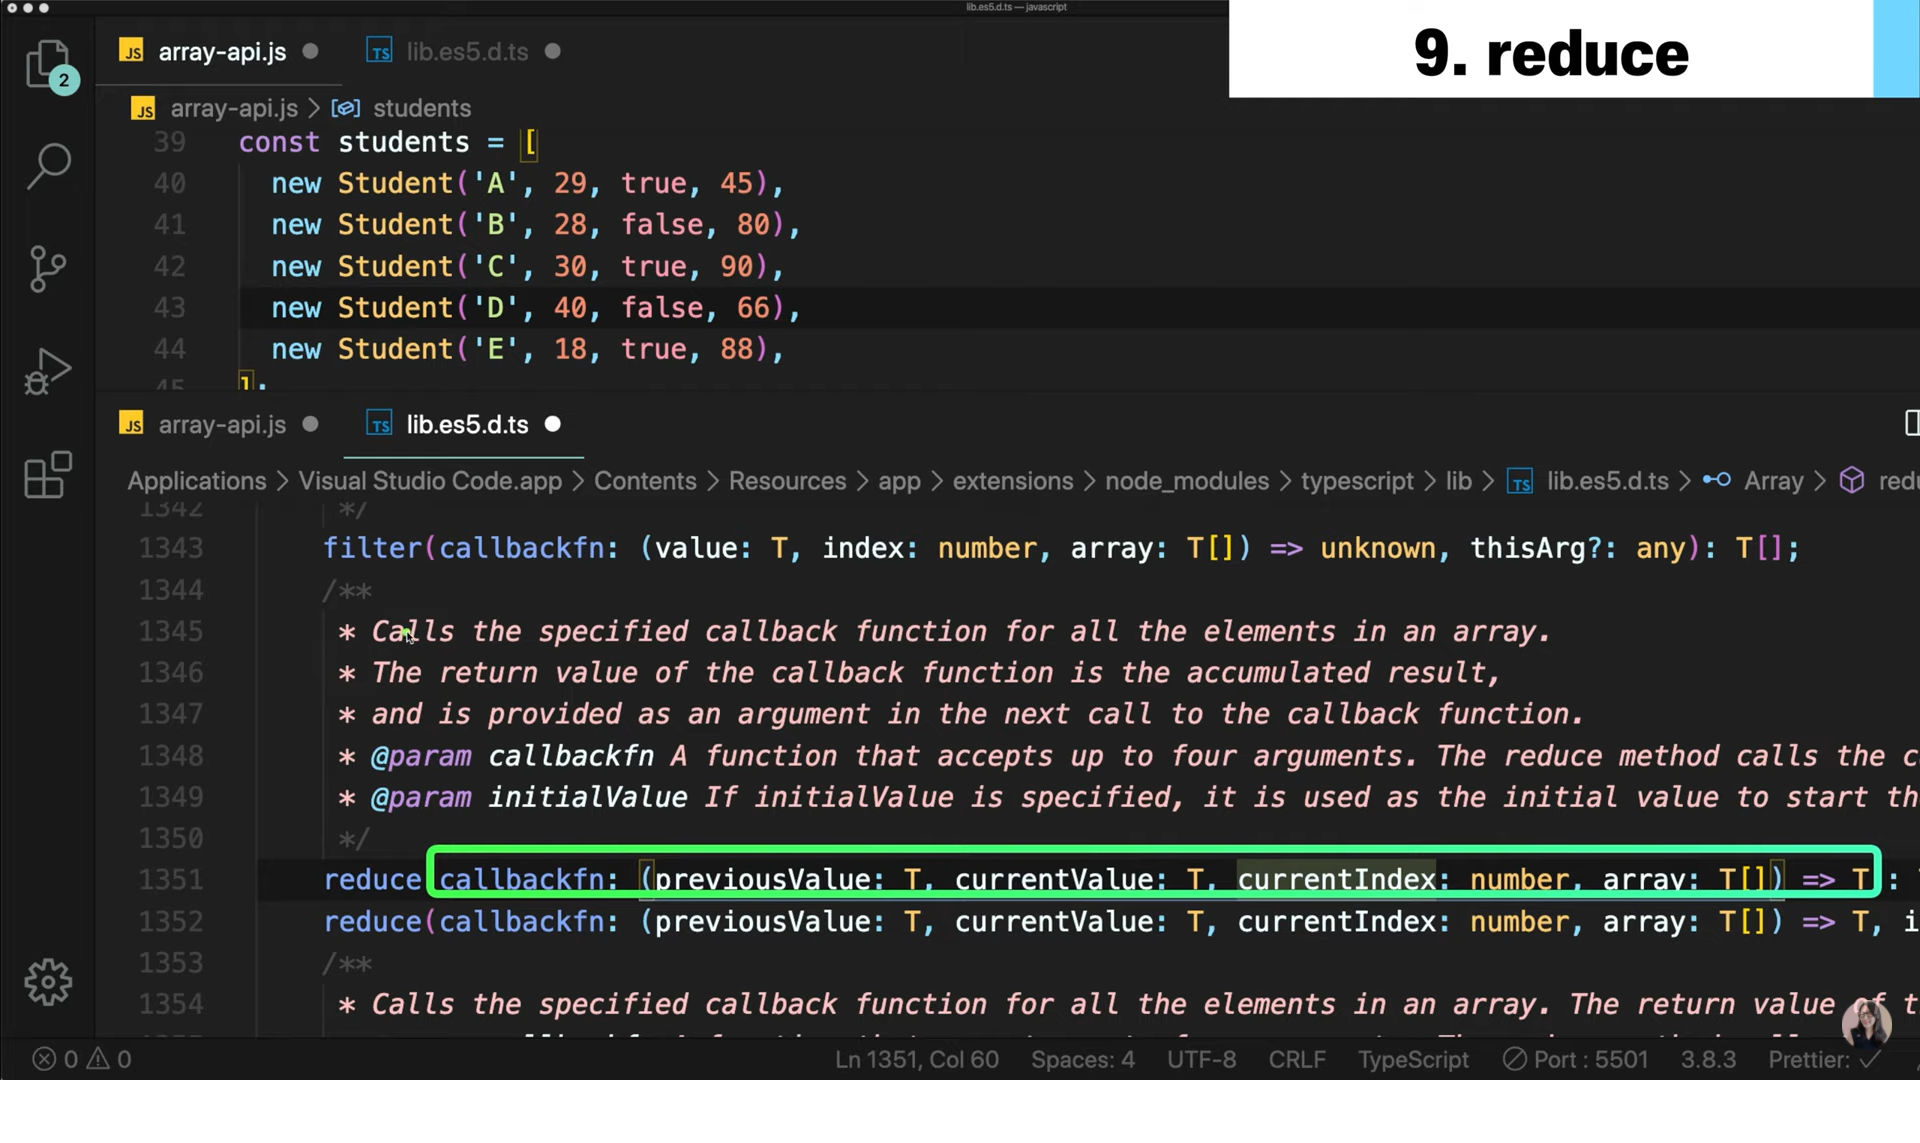 lib.es5.d.ts — javascript
9. reduce
JS array-api.js
TS lib.es5.d.ts
2
JS array-api.js > students
39 const students = [
40 new Student('A', 29, true, 45),
41 new Student('B', 28, false, 80),
42 new Student('C', 30, true, 90),
43 new Student('D', 40, false, 66),
44 new Student('E', 18, true, 88),
45 ];
JS array-api.js
TS lib.es5.d.ts
Applications > Visual Studio Code.app > Contents > Resources > app > extensions > node_modules > typescript > lib > TS lib.es5.d.ts > Array > redu
1342 */
1343 filter(callbackfn: (value: T, index: number, array: T[]) => unknown, thisArg?: any): T[];
1344 /**
1345 * Calls the specified callback function for all the elements in an array.
1346 * The return value of the callback function is the accumulated result,
1347 * and is provided as an argument in the next call to the callback function.
1348 * @param callbackfn A function that accepts up to four arguments. The reduce method calls the c
1349 * @param initialValue If initialValue is specified, it is used as the initial value to start th
1350 */
1351 reduce callbackfn: (previousValue: T, currentValue: T, currentIndex: number, array: T[]) => T :
1352 reduce(callbackfn: (previousValue: T, currentValue: T, currentIndex: number, array: T[]) => T, i
1353 /**
1354 * Calls the specified callback function for all the elements in an array. The return value of t
0 0
Ln 1351, Col 60 Spaces: 4 UTF-8 CRLF TypeScript Port : 5501 3.8.3 Prettier: ✓